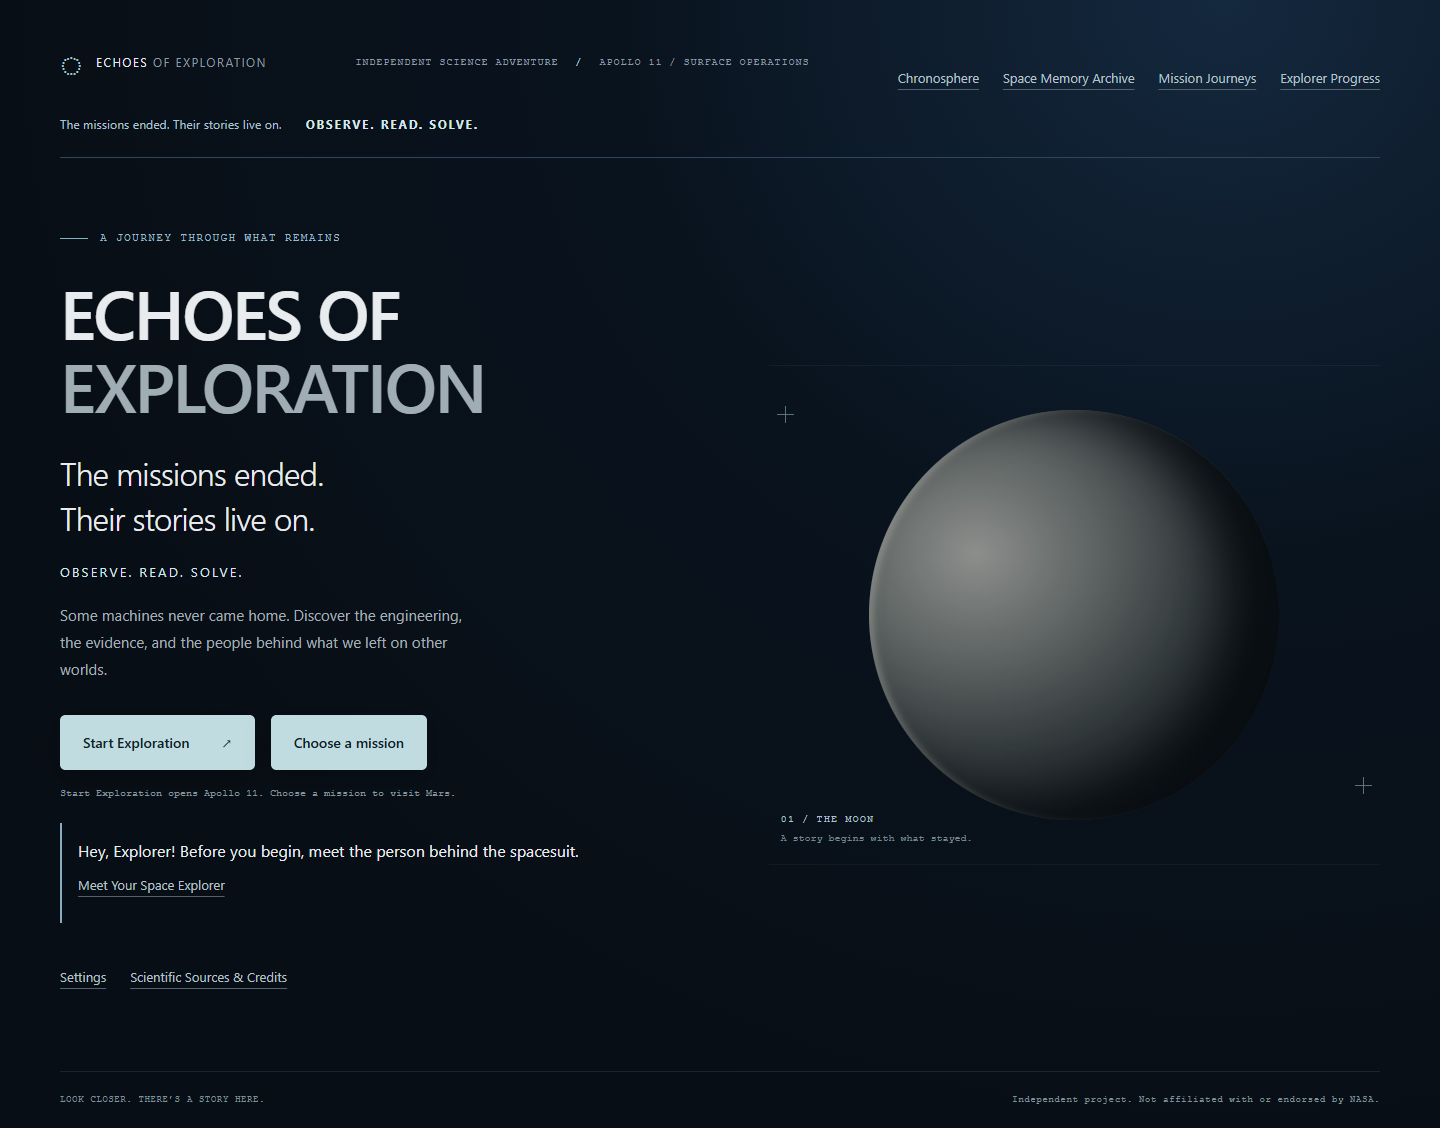 ECHOES OF EXPLORATION
INDEPENDENT SCIENCE ADVENTURE / APOLLO 11 / SURFACE OPERATIONS
Chronosphere Space Memory Archive Mission Journeys Explorer Progress
The missions ended. Their stories live on. OBSERVE. READ. SOLVE.
A JOURNEY THROUGH WHAT REMAINS
ECHOES OF
EXPLORATION
The missions ended.
Their stories live on.
OBSERVE. READ. SOLVE.
Some machines never came home. Discover the engineering,
the evidence, and the people behind what we left on other
worlds.
Start Exploration ↗ Choose a mission
Start Exploration opens Apollo 11. Choose a mission to visit Mars.
Hey, Explorer! Before you begin, meet the person behind the spacesuit.
Meet Your Space Explorer
Settings Scientific Sources & Credits
01 / THE MOON
A story begins with what stayed.
LOOK CLOSER. THERE’S A STORY HERE.
Independent project. Not affiliated with or endorsed by NASA.